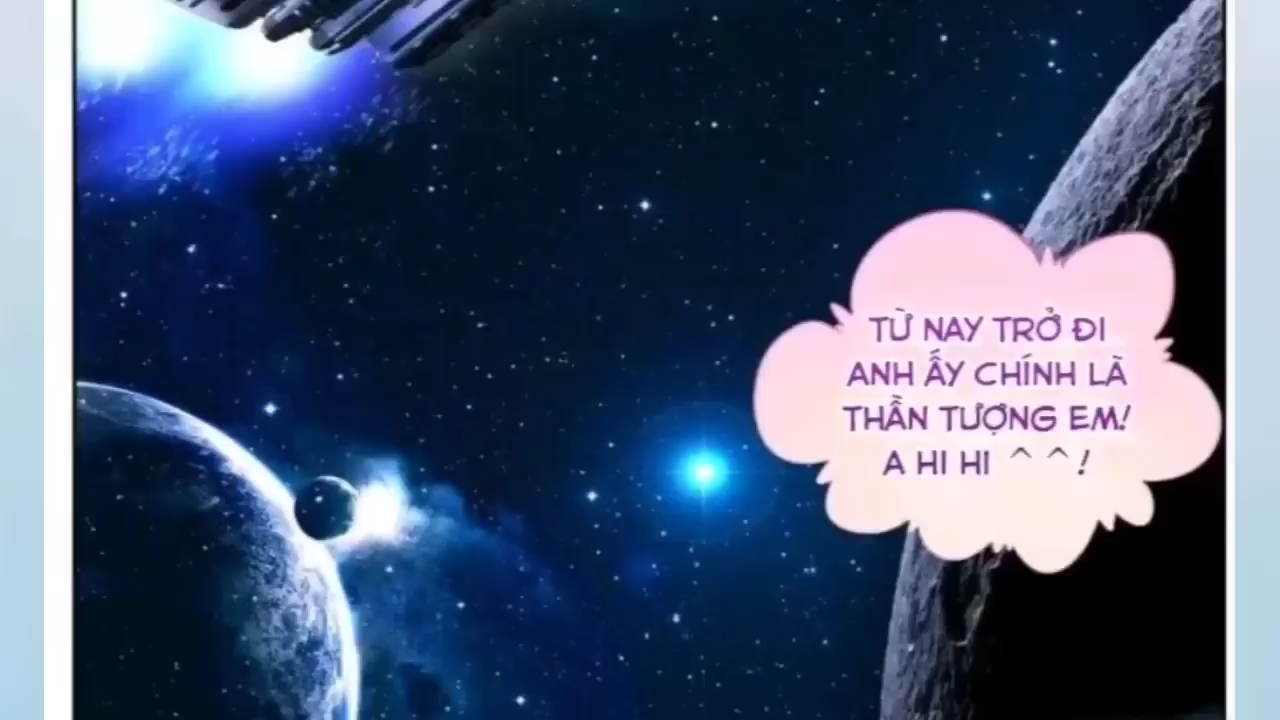 TỪ NAY TRỞ ĐI
ANH ẤY CHÍNH LÀ
THẦN TƯỢNG EM!
A HI HI ^ ^ !